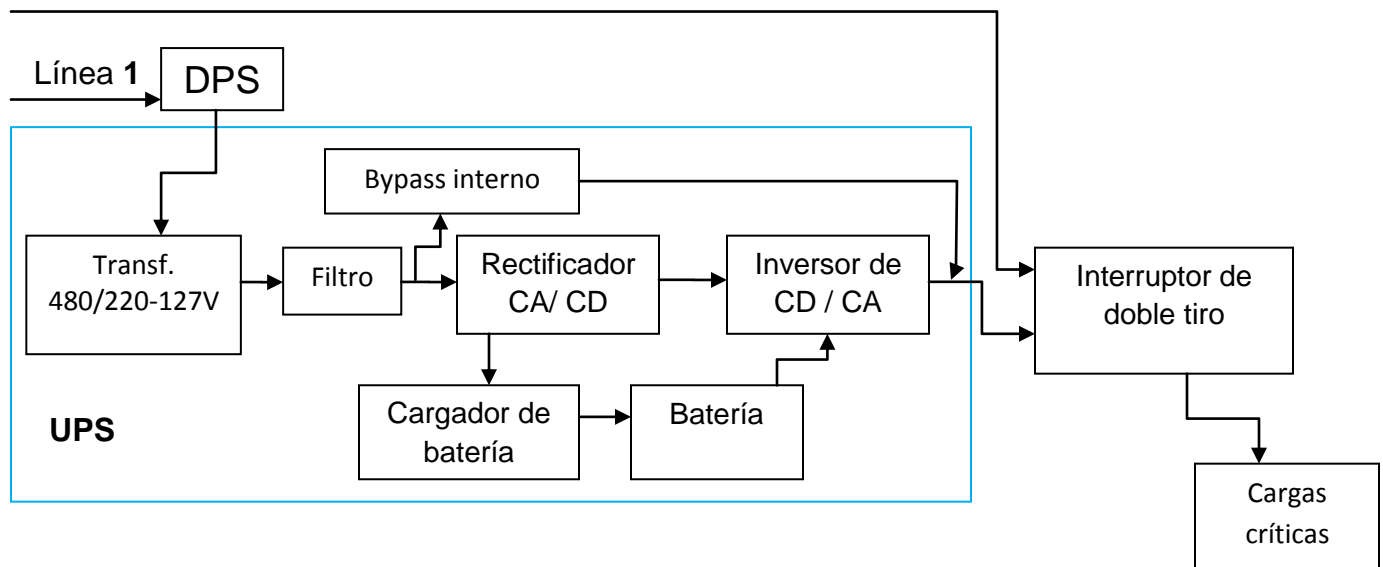 Línea 1
DPS
Bypass interno
Transf.
480/220-127V
Filtro
Rectificador
CA/ CD
Inversor de
CD / CA
Interruptor de
doble tiro
Cargador de
batería
Batería
UPS
Cargas
críticas